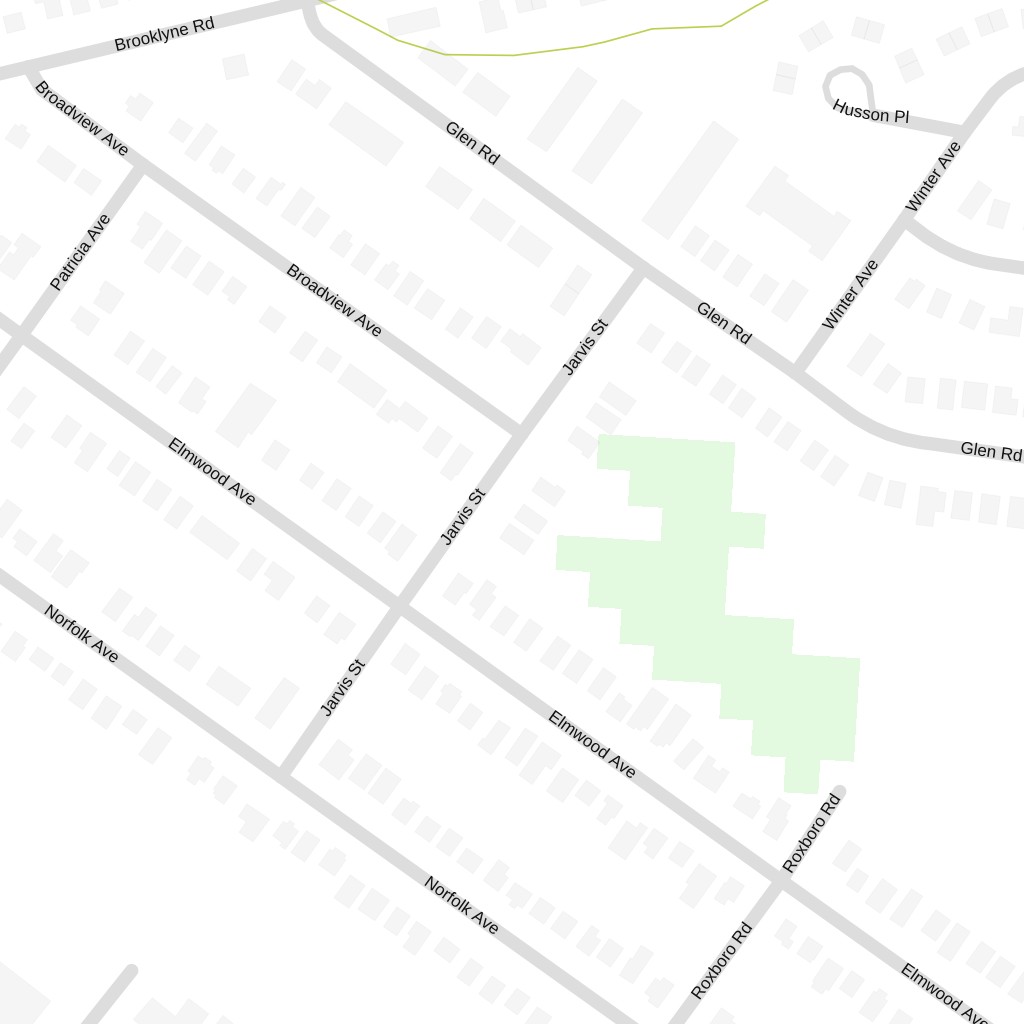 Brooklyne Rd
Broadview Ave
Glen Rd
Husson Pl
Winter Ave
Patricia Ave
Broadview Ave
Winter Ave
Glen Rd
Jarvis St
Glen Rd
Elmwood Ave
Jarvis St
Norfolk Ave
Jarvis St
Elmwood Ave
Roxboro Rd
Norfolk Ave
Roxboro Rd
Elmwood Ave